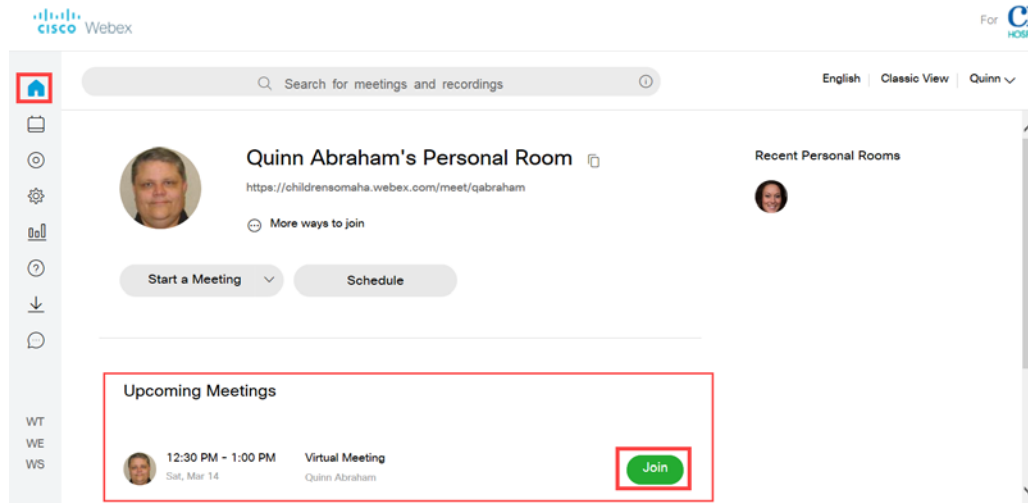 cisco Webex
For
Search for meetings and recordings
English Classic View Quinn
Quinn Abraham's Personal Room
Recent Personal Rooms
https://childrensomaha.webex.com/meet/qabraham
More ways to join
Start a Meeting Schedule
Upcoming Meetings
WT
WE
WS
12:30 PM - 1:00 PM Virtual Meeting
Sat, Mar 14 Quinn Abraham
Join